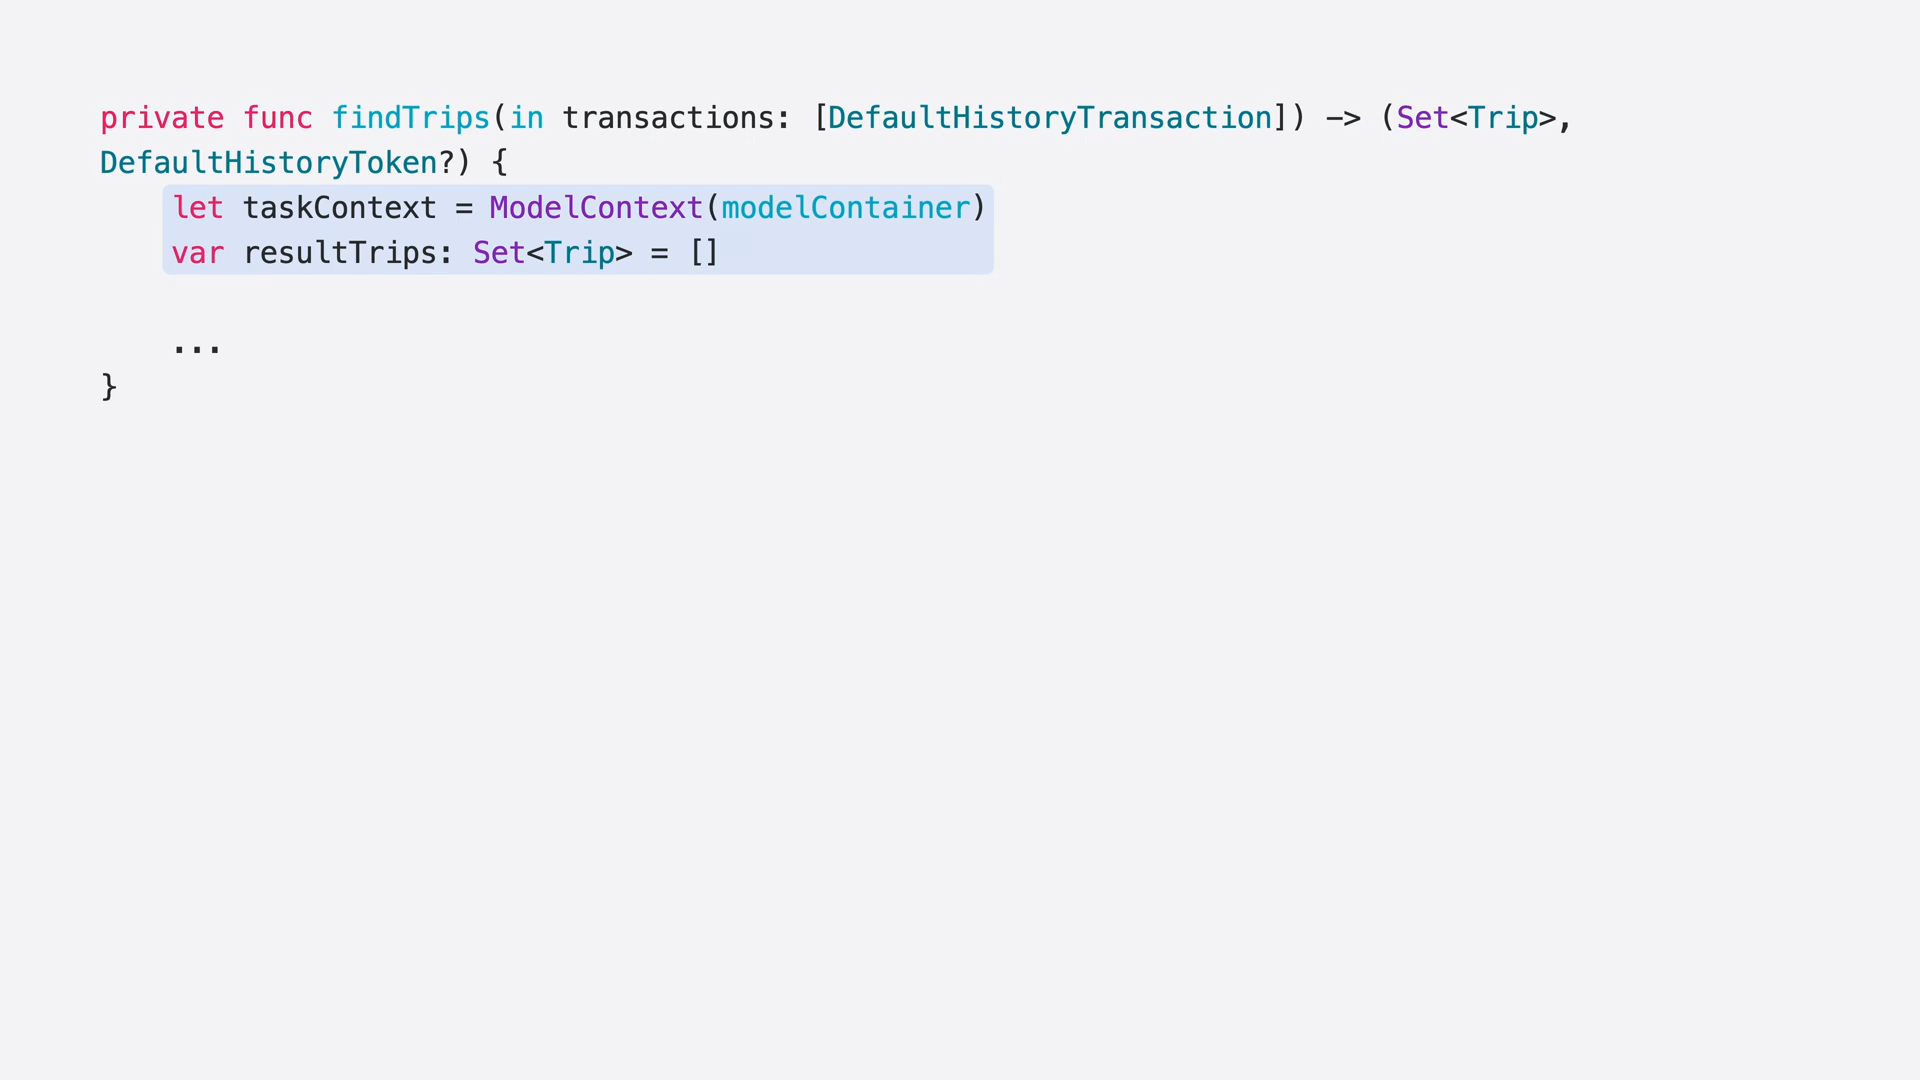 private func findTrips(in transactions: [DefaultHistoryTransaction]) -> (Set<Trip>,
DefaultHistoryToken?) {
    let taskContext = ModelContext(modelContainer)
    var resultTrips: Set<Trip> = []
    ...
}